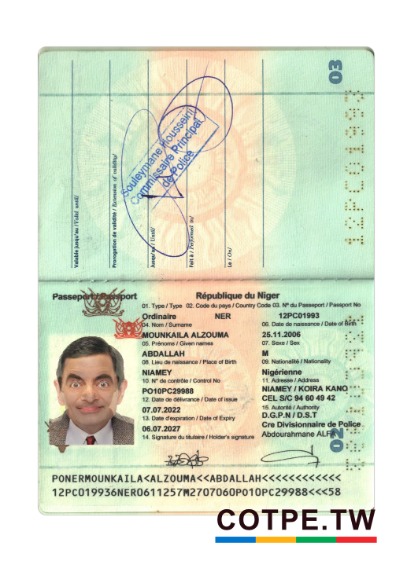 03
12PC01993
Souleymane Housseini
Commissaire Principal
de Police
Valable jusqu'au / Valid until
Prorogation de validité / Extension of validity
Jusqu'au / Until
Fait à / Performed in
Le / On
Passeport / Passport
République du Niger
01. Type / Type 02. Code du pays / Country Code 03. N° du Passeport / Passport No
Ordinaire NER 12PC01993
04. Nom / Surname 06. Date de naissance / Date of Birth
MOUNKAILA ALZOUMA 25.11.2006
05. Prénoms / Given names 07. Sexe / Sex
ABDALLAH M
08. Lieu de naissance / Place of Birth 09. Nationalité / Nationality
NIAMEY Nigérienne
10. N° de contrôle / Control No 11. Adresse / Address
PO10PC29988 NIAMEY / KOIRA KANO
12. Date de délivrance / Date of issue CEL S/C 94 60 49 42
07.07.2022 15. Autorité / Authority
13. Date d'expiration / Date of Expiry D.G.P.N / D.S.T
06.07.2027 Cre Divisionnaire de Police
14. Signature du titulaire / Holder's signature Abdourahmane ALFA
02
PONERMOUNKAILA<ALZOUMA<<ABDALLAH<<<<<<<<<<<<
12PC019936NER0611257M2707060PO10PC29988<<<58
COTPE.TW